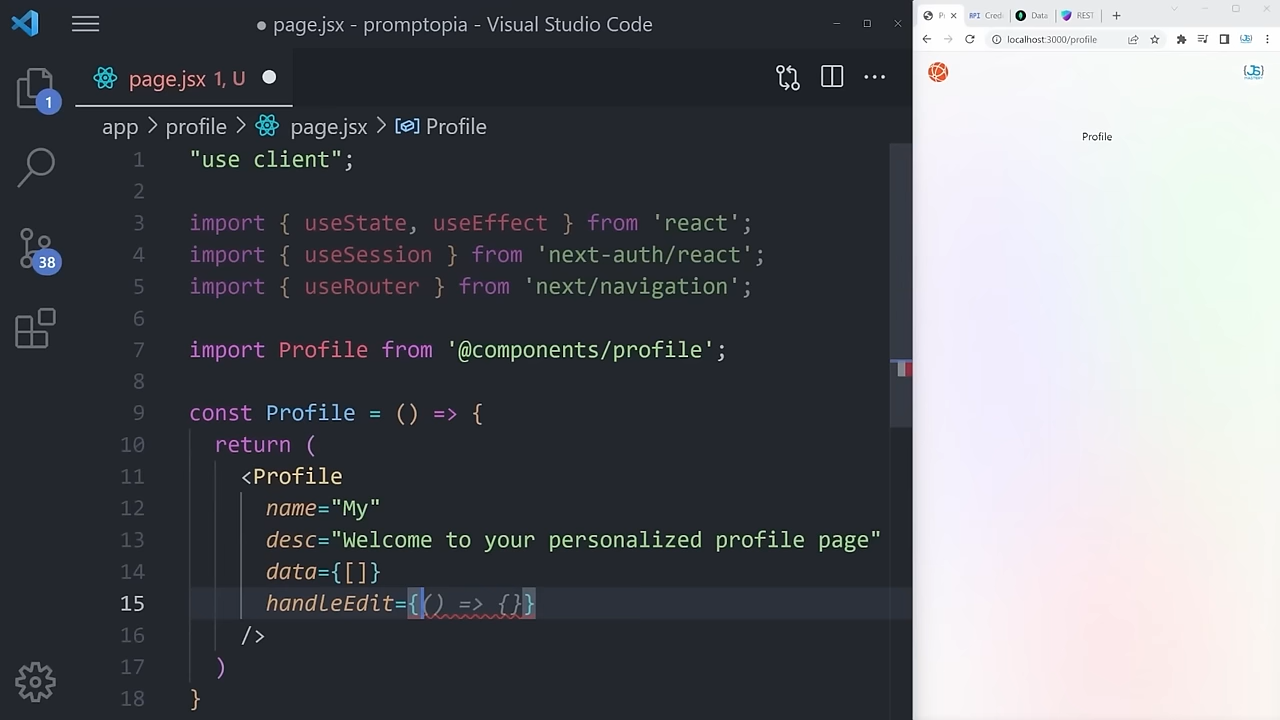 page.jsx - promptopia - Visual Studio Code
page.jsx 1, U
app > profile > page.jsx > Profile
1 "use client";
2
3 import { useState, useEffect } from 'react';
4 import { useSession } from 'next-auth/react';
5 import { useRouter } from 'next/navigation';
6
7 import Profile from '@components/profile';
8
9 const Profile = () => {
10 return (
11 <Profile
12 name="My"
13 desc="Welcome to your personalized profile page"
14 data={[]}
15 handleEdit={() => {}}
16 />
17 )
18 }
1
38
Credi
Data
REST
localhost:3000/profile
JS
Profile